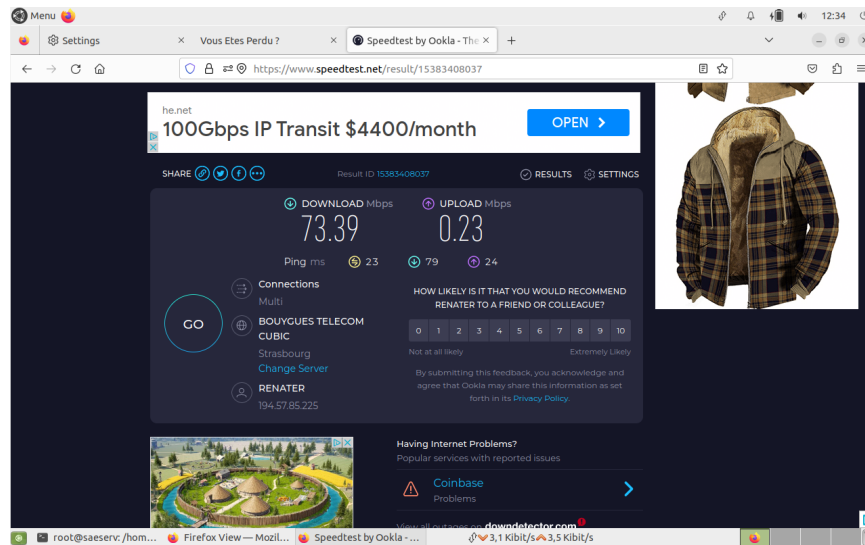 Menu
12:34
Settings
Vous Etes Perdu ?
Speedtest by Ookla - The
https://www.speedtest.net/result/15383408037
he.net
100Gbps IP Transit $4400/month
OPEN
SHARE
Result ID 15383408037
RESULTS
SETTINGS
DOWNLOAD Mbps
UPLOAD Mbps
73.39
0.23
Ping ms
23
79
24
Connections
Multi
BOUYGUES TELECOM
CUBIC
Strasbourg
Change Server
RENATER
194.57.85.225
GO
HOW LIKELY IS IT THAT YOU WOULD RECOMMEND
RENATER TO A FRIEND OR COLLEAGUE?
0 1 2 3 4 5 6 7 8 9 10
Not at all likely
Extremely Likely
By submitting this feedback, you acknowledge and
agree that Ookla may share this information as set
forth in its Privacy Policy.
Having Internet Problems?
Popular services with reported issues
Coinbase
Problems
View all outages on downdetector.com
root@saeserv: /hom...
Firefox View — Mozil...
Speedtest by Ookla - ...
3,1 Kibit/s 3,5 Kibit/s